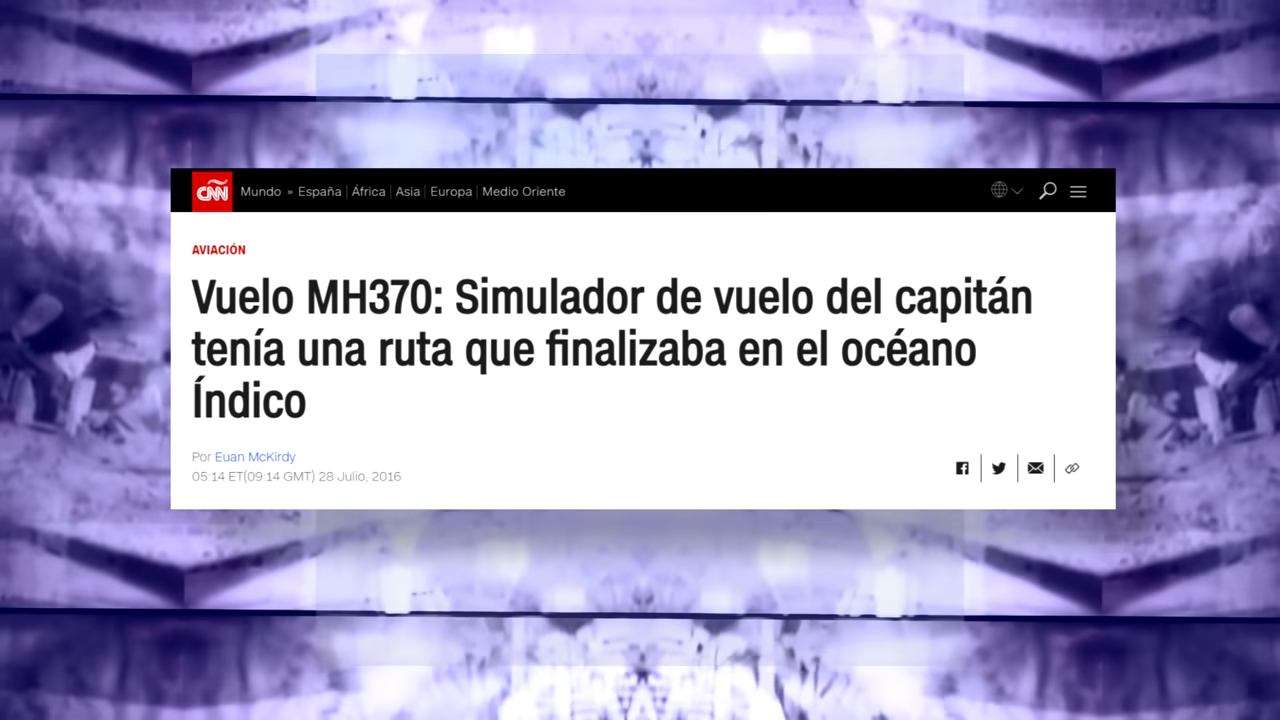 CNN Mundo » España | África | Asia | Europa | Medio Oriente
AVIACIÓN
Vuelo MH370: Simulador de vuelo del capitán
tenía una ruta que finalizaba en el océano
Índico
Por Euan McKirdy
05:14 ET(09:14 GMT) 28 Julio, 2016